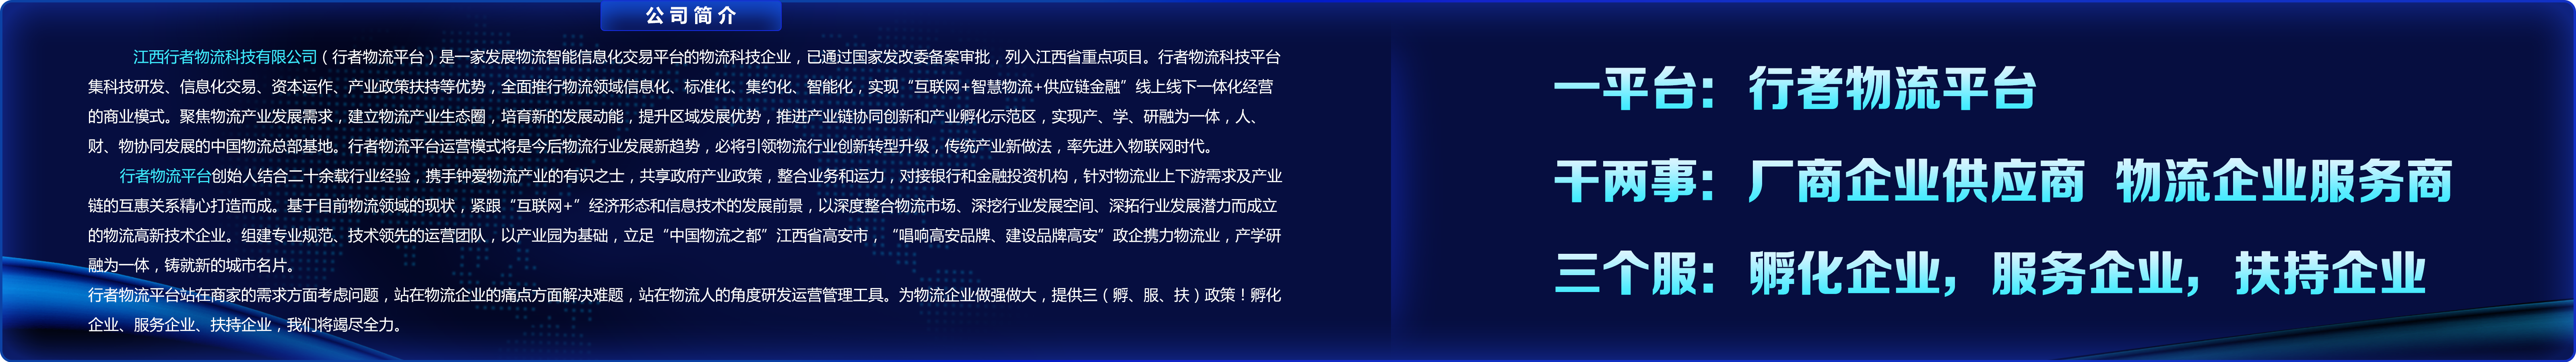 公司简介
江西行者物流科技有限公司（行者物流平台）是一家发展物流智能信息化交易平台的物流科技企业，已通过国家发改委备案审批，列入江西省重点项目。行者物流科技平台
集科技研发、信息化交易、资本运作、产业政策扶持等优势，全面推行物流领域信息化、标准化、集约化、智能化，实现“互联网+智慧物流+供应链金融”线上线下一体化经营
的商业模式。聚焦物流产业发展需求，建立物流产业生态圈，培育新的发展动能，提升区域发展优势，推进产业链协同创新和产业孵化示范区，实现产、学、研融为一体，人、
财、物协同发展的中国物流总部基地。行者物流平台运营模式将是今后物流行业发展新趋势，必将引领物流行业创新转型升级，传统产业新做法，率先进入物联网时代。
行者物流平台创始人结合二十余载行业经验，携手钟爱物流产业的有识之士，共享政府产业政策，整合业务和运力，对接银行和金融投资机构，针对物流业上下游需求及产业
链的互惠关系精心打造而成。基于目前物流领域的现状，紧跟“互联网+”经济形态和信息技术的发展前景，以深度整合物流市场、深挖行业发展空间、深拓行业发展潜力而成立
的物流高新技术企业。组建专业规范、技术领先的运营团队，以产业园为基础，立足“中国物流之都”江西省高安市，“唱响高安品牌、建设品牌高安”政企携力物流业，产学研
融为一体，铸就新的城市名片。
行者物流平台站在商家的需求方面考虑问题，站在物流企业的痛点方面解决难题，站在物流人的角度研发运营管理工具。为物流企业做强做大，提供三（孵、服、扶）政策！孵化
企业、服务企业、扶持企业，我们将竭尽全力。
一平台：行者物流平台
干两事：厂商企业供应商 物流企业服务商
三个服：孵化企业，服务企业，扶持企业